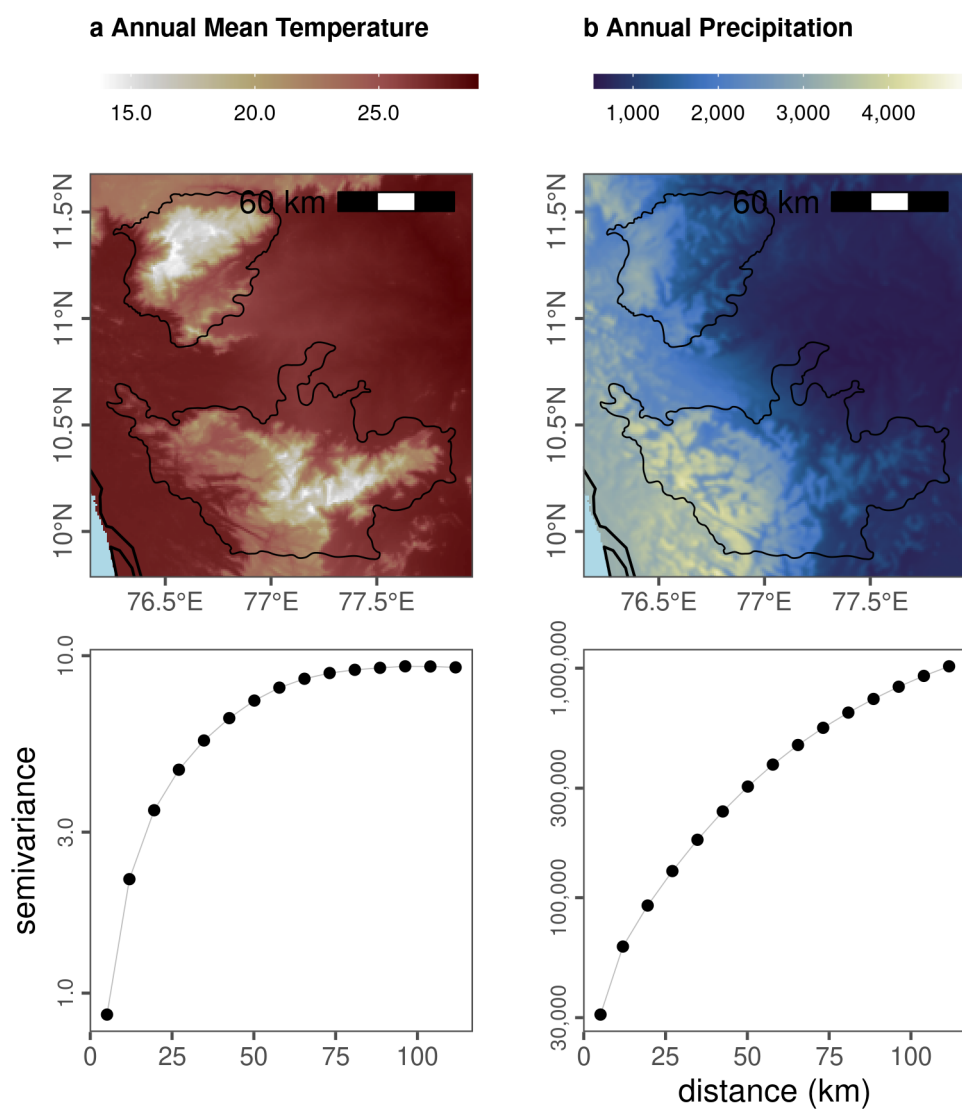 a Annual Mean Temperature
15.0 20.0 25.0
60 km
11.5°N
11°N
10.5°N
10°N
76.5°E 77°E 77.5°E
semivariance
10.0
3.0
1.0
0 25 50 75 100
b Annual Precipitation
1,000 2,000 3,000 4,000
60 km
11.5°N
11°N
10.5°N
10°N
76.5°E 77°E 77.5°E
1,000,000
300,000
100,000
30,000
0 25 50 75 100
distance (km)